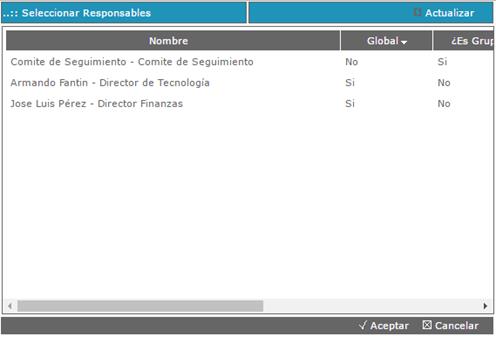 ..:: Seleccionar Responsables Actualizar
Nombre Global ¿Es Grup
Comite de Seguimiento - Comite de Seguimiento No Si
Armando Fantin - Director de Tecnología Si No
Jose Luis Pérez - Director Finanzas Si No
Aceptar Cancelar